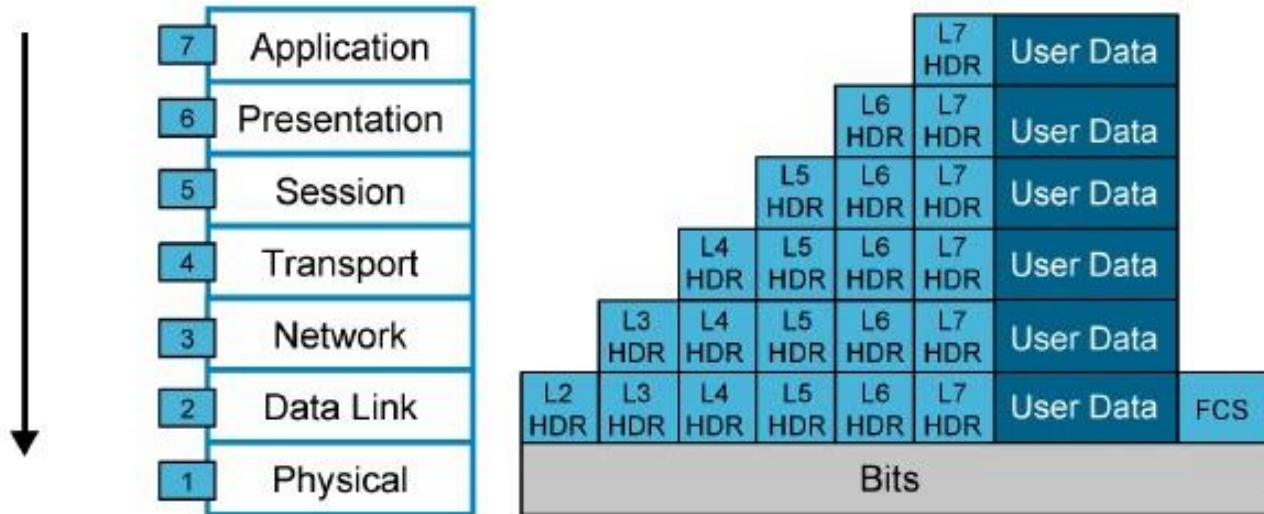 7 Application L7 HDR User Data
6 Presentation L6 HDR L7 HDR User Data
5 Session L5 HDR L6 HDR L7 HDR User Data
4 Transport L4 HDR L5 HDR L6 HDR L7 HDR User Data
3 Network L3 HDR L4 HDR L5 HDR L6 HDR L7 HDR User Data
2 Data Link L2 HDR L3 HDR L4 HDR L5 HDR L6 HDR L7 HDR User Data FCS
1 Physical Bits